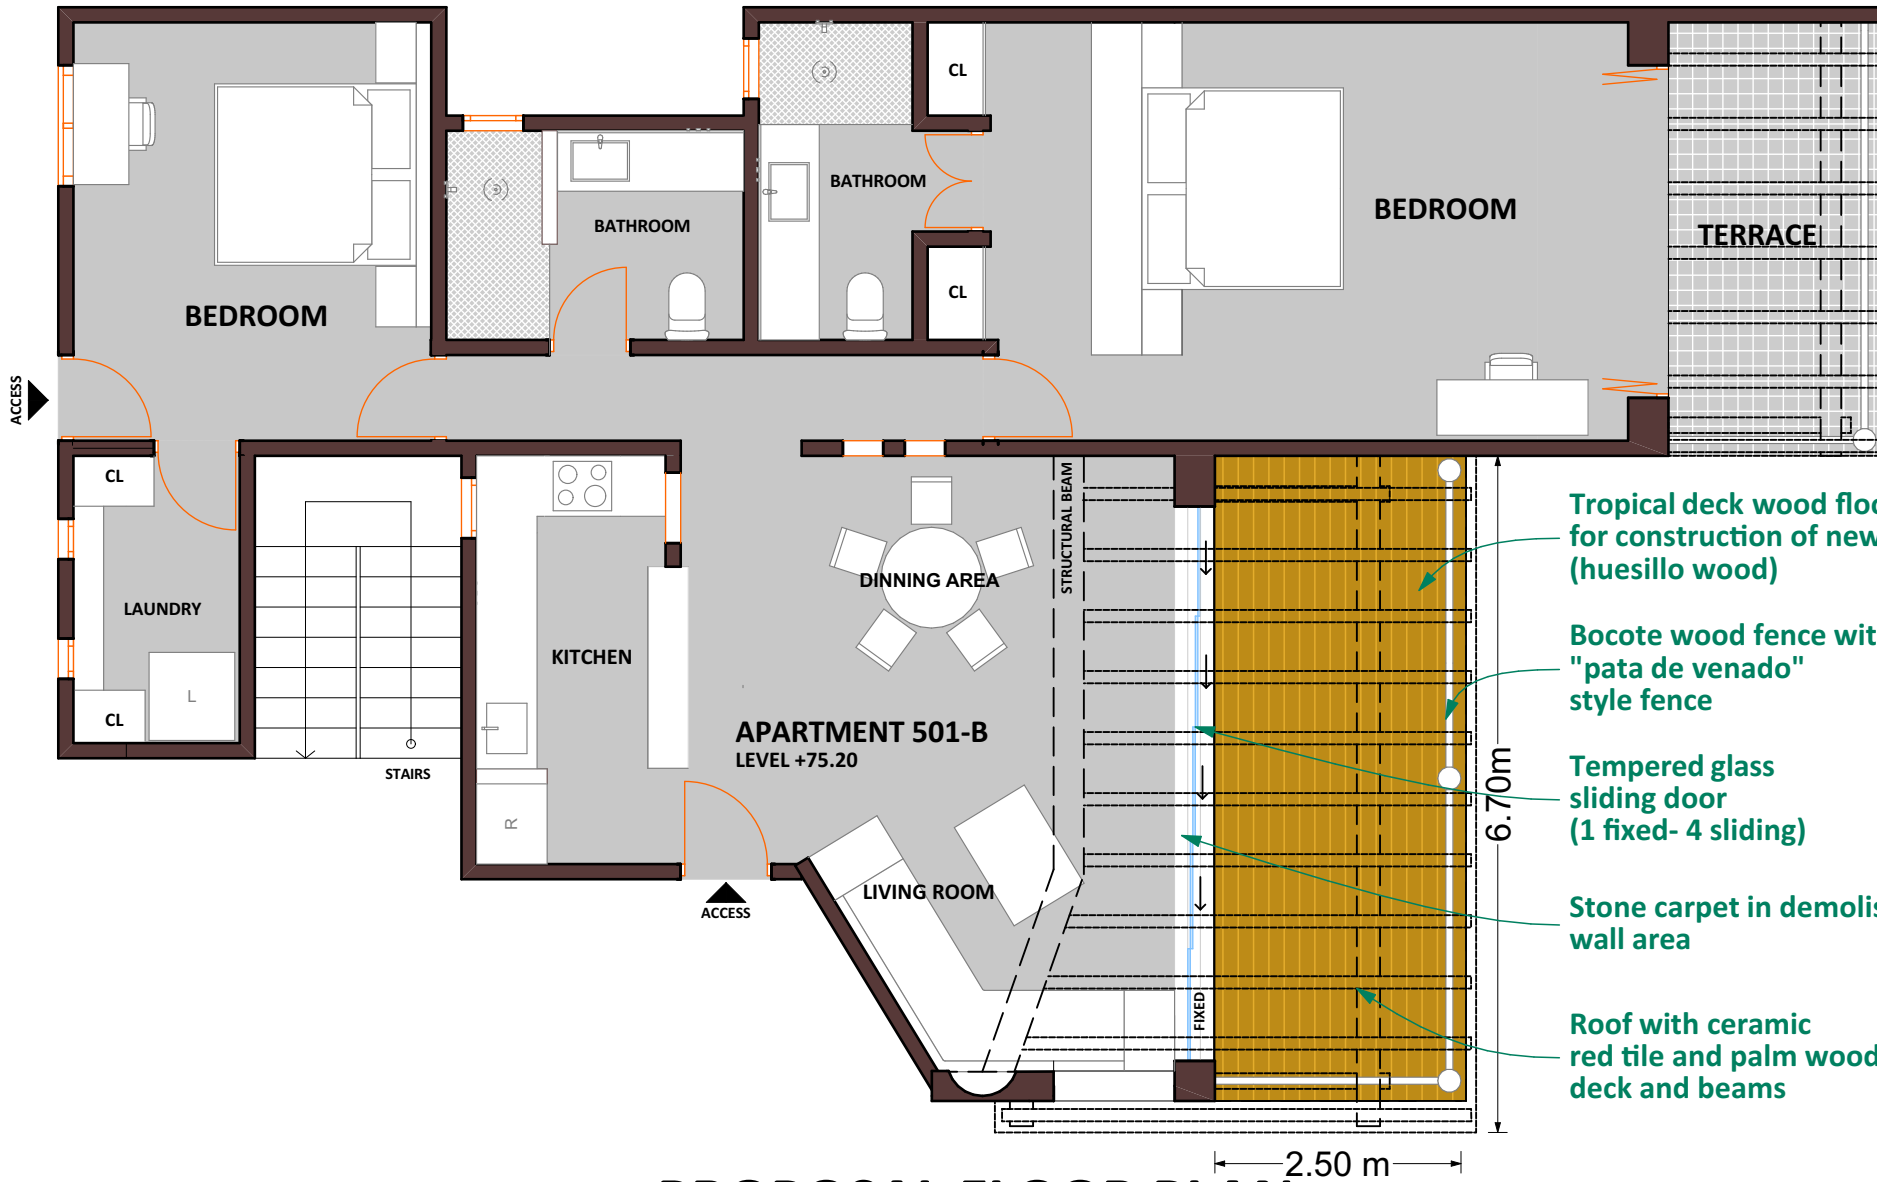 CL
BATHROOM
BEDROOM
BATHROOM
TERRACE
BEDROOM
CL
ACCESS
CL
STRUCTURAL BEAM
Tropical deck wood floo
for construction of new
(huesillo wood)
DINNING AREA
LAUNDRY
KITCHEN
Bocote wood fence wit
"pata de venado"
style fence
L
CL
APARTMENT 501-B
LEVEL +75.20
STAIRS
6.70m
Tempered glass
sliding door
(1 fixed- 4 sliding)
R
LIVING ROOM
ACCESS
Stone carpet in demolis
wall area
FIXED
Roof with ceramic
red tile and palm wood
deck and beams
2.50 m
PROPOSAL FLOOR PLAN